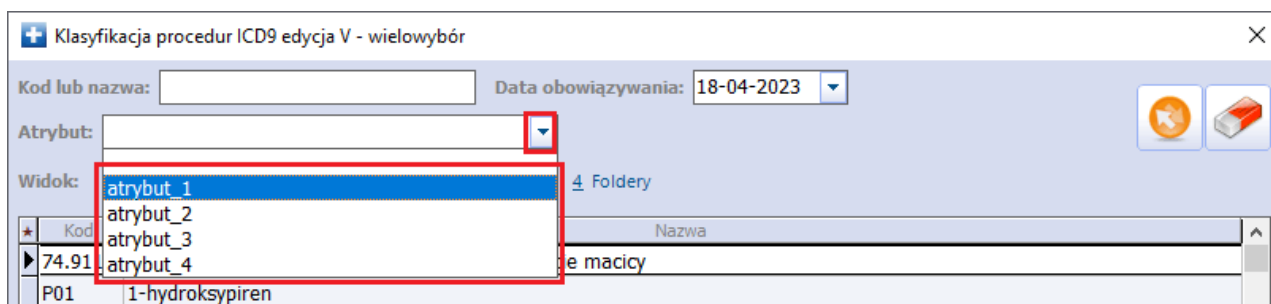 Klasyfikacja procedur ICD9 edycja V - wielowybór
Kod lub nazwa: Data obowiązywania: 18-04-2023
Atrybut:
Widok: 4 Foldery
atrybut_1
atrybut_2
atrybut_3
atrybut_4
Kod Nazwa
74.91 macicy
P01 1-hydroksypiren